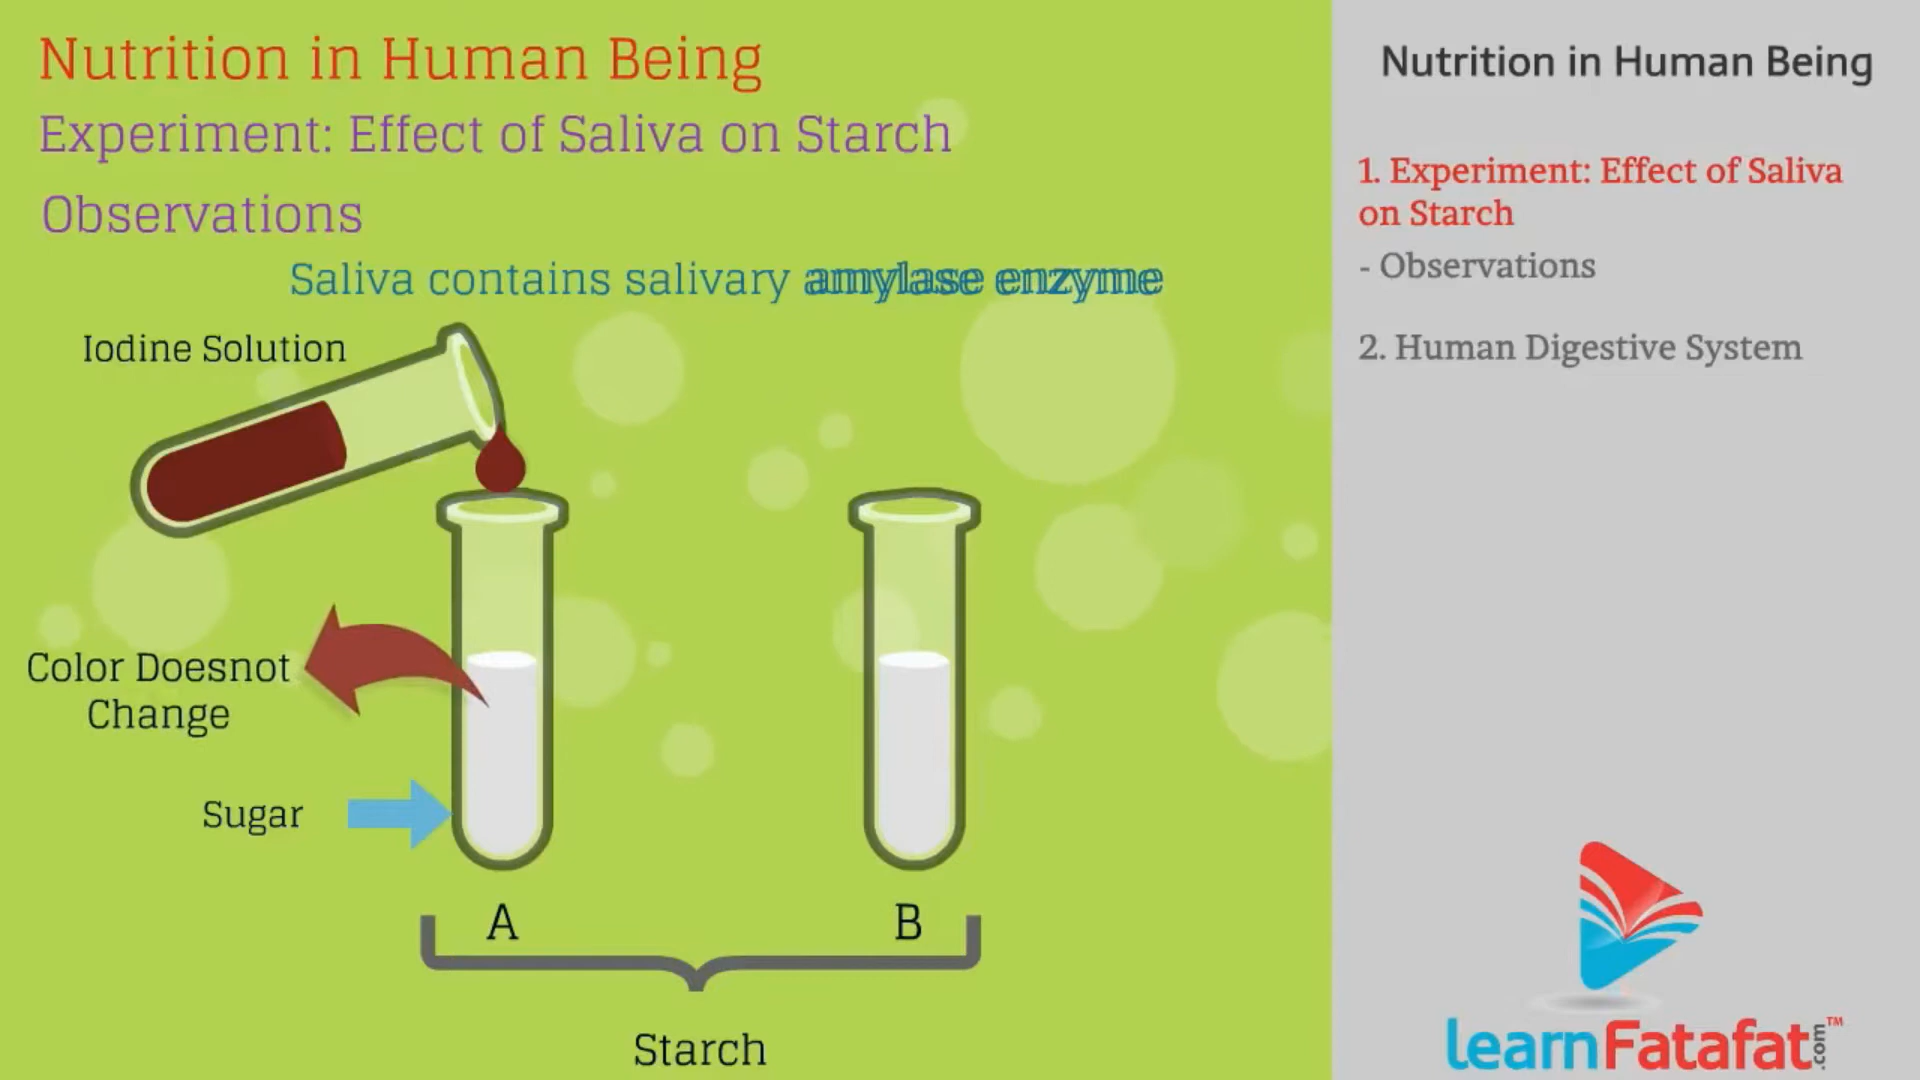 Nutrition in Human Being
Experiment: Effect of Saliva on Starch
Observations
Saliva contains salivary amylase enzyme
Iodine Solution
Color Doesnot
Change
Sugar
A
B
Starch
Nutrition in Human Being
1. Experiment: Effect of Saliva
on Starch
- Observations
2. Human Digestive System
learnFatafat.com™